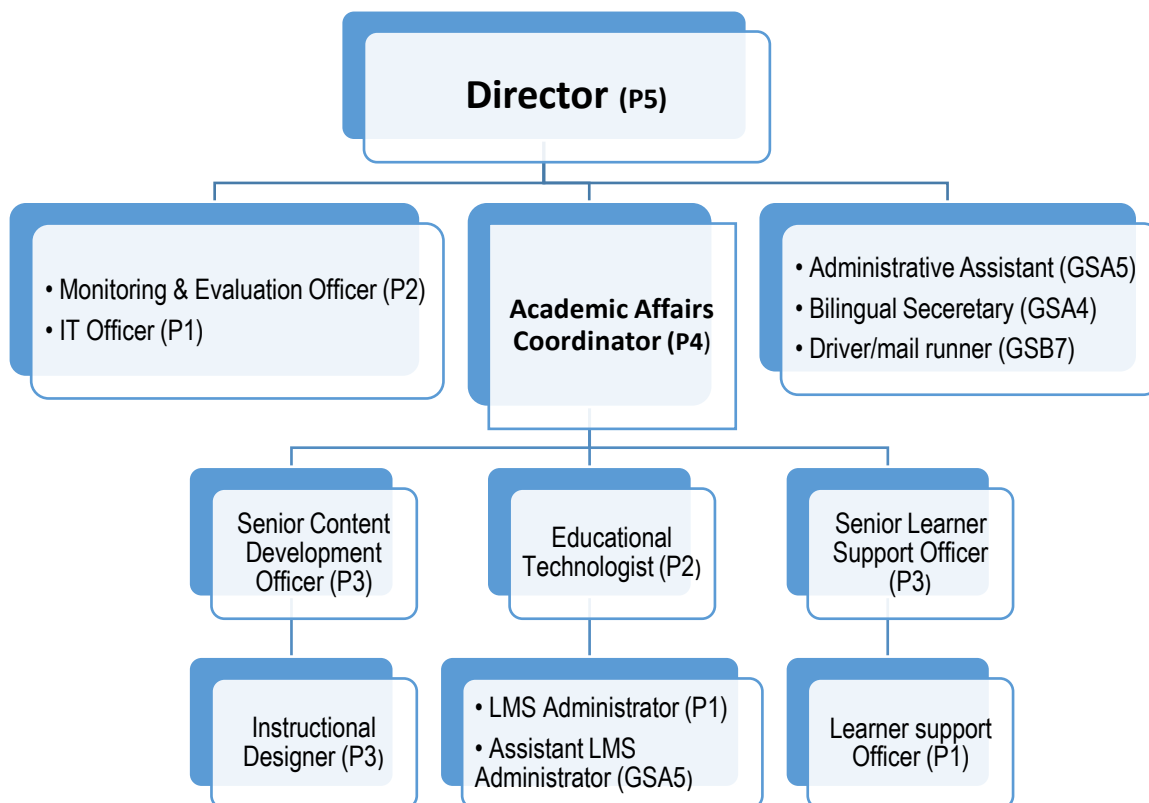 Director (P5)
• Monitoring & Evaluation Officer (P2)
• IT Officer (P1)
Academic Affairs
Coordinator (P4)
• Administrative Assistant (GSA5)
• Bilingual Seceretary (GSA4)
• Driver/mail runner (GSB7)
Senior Content
Development
Officer (P3)
Educational
Technologist (P2)
Senior Learner
Support Officer
(P3)
Instructional
Designer (P3)
• LMS Administrator (P1)
• Assistant LMS
Administrator (GSA5)
Learner support
Officer (P1)